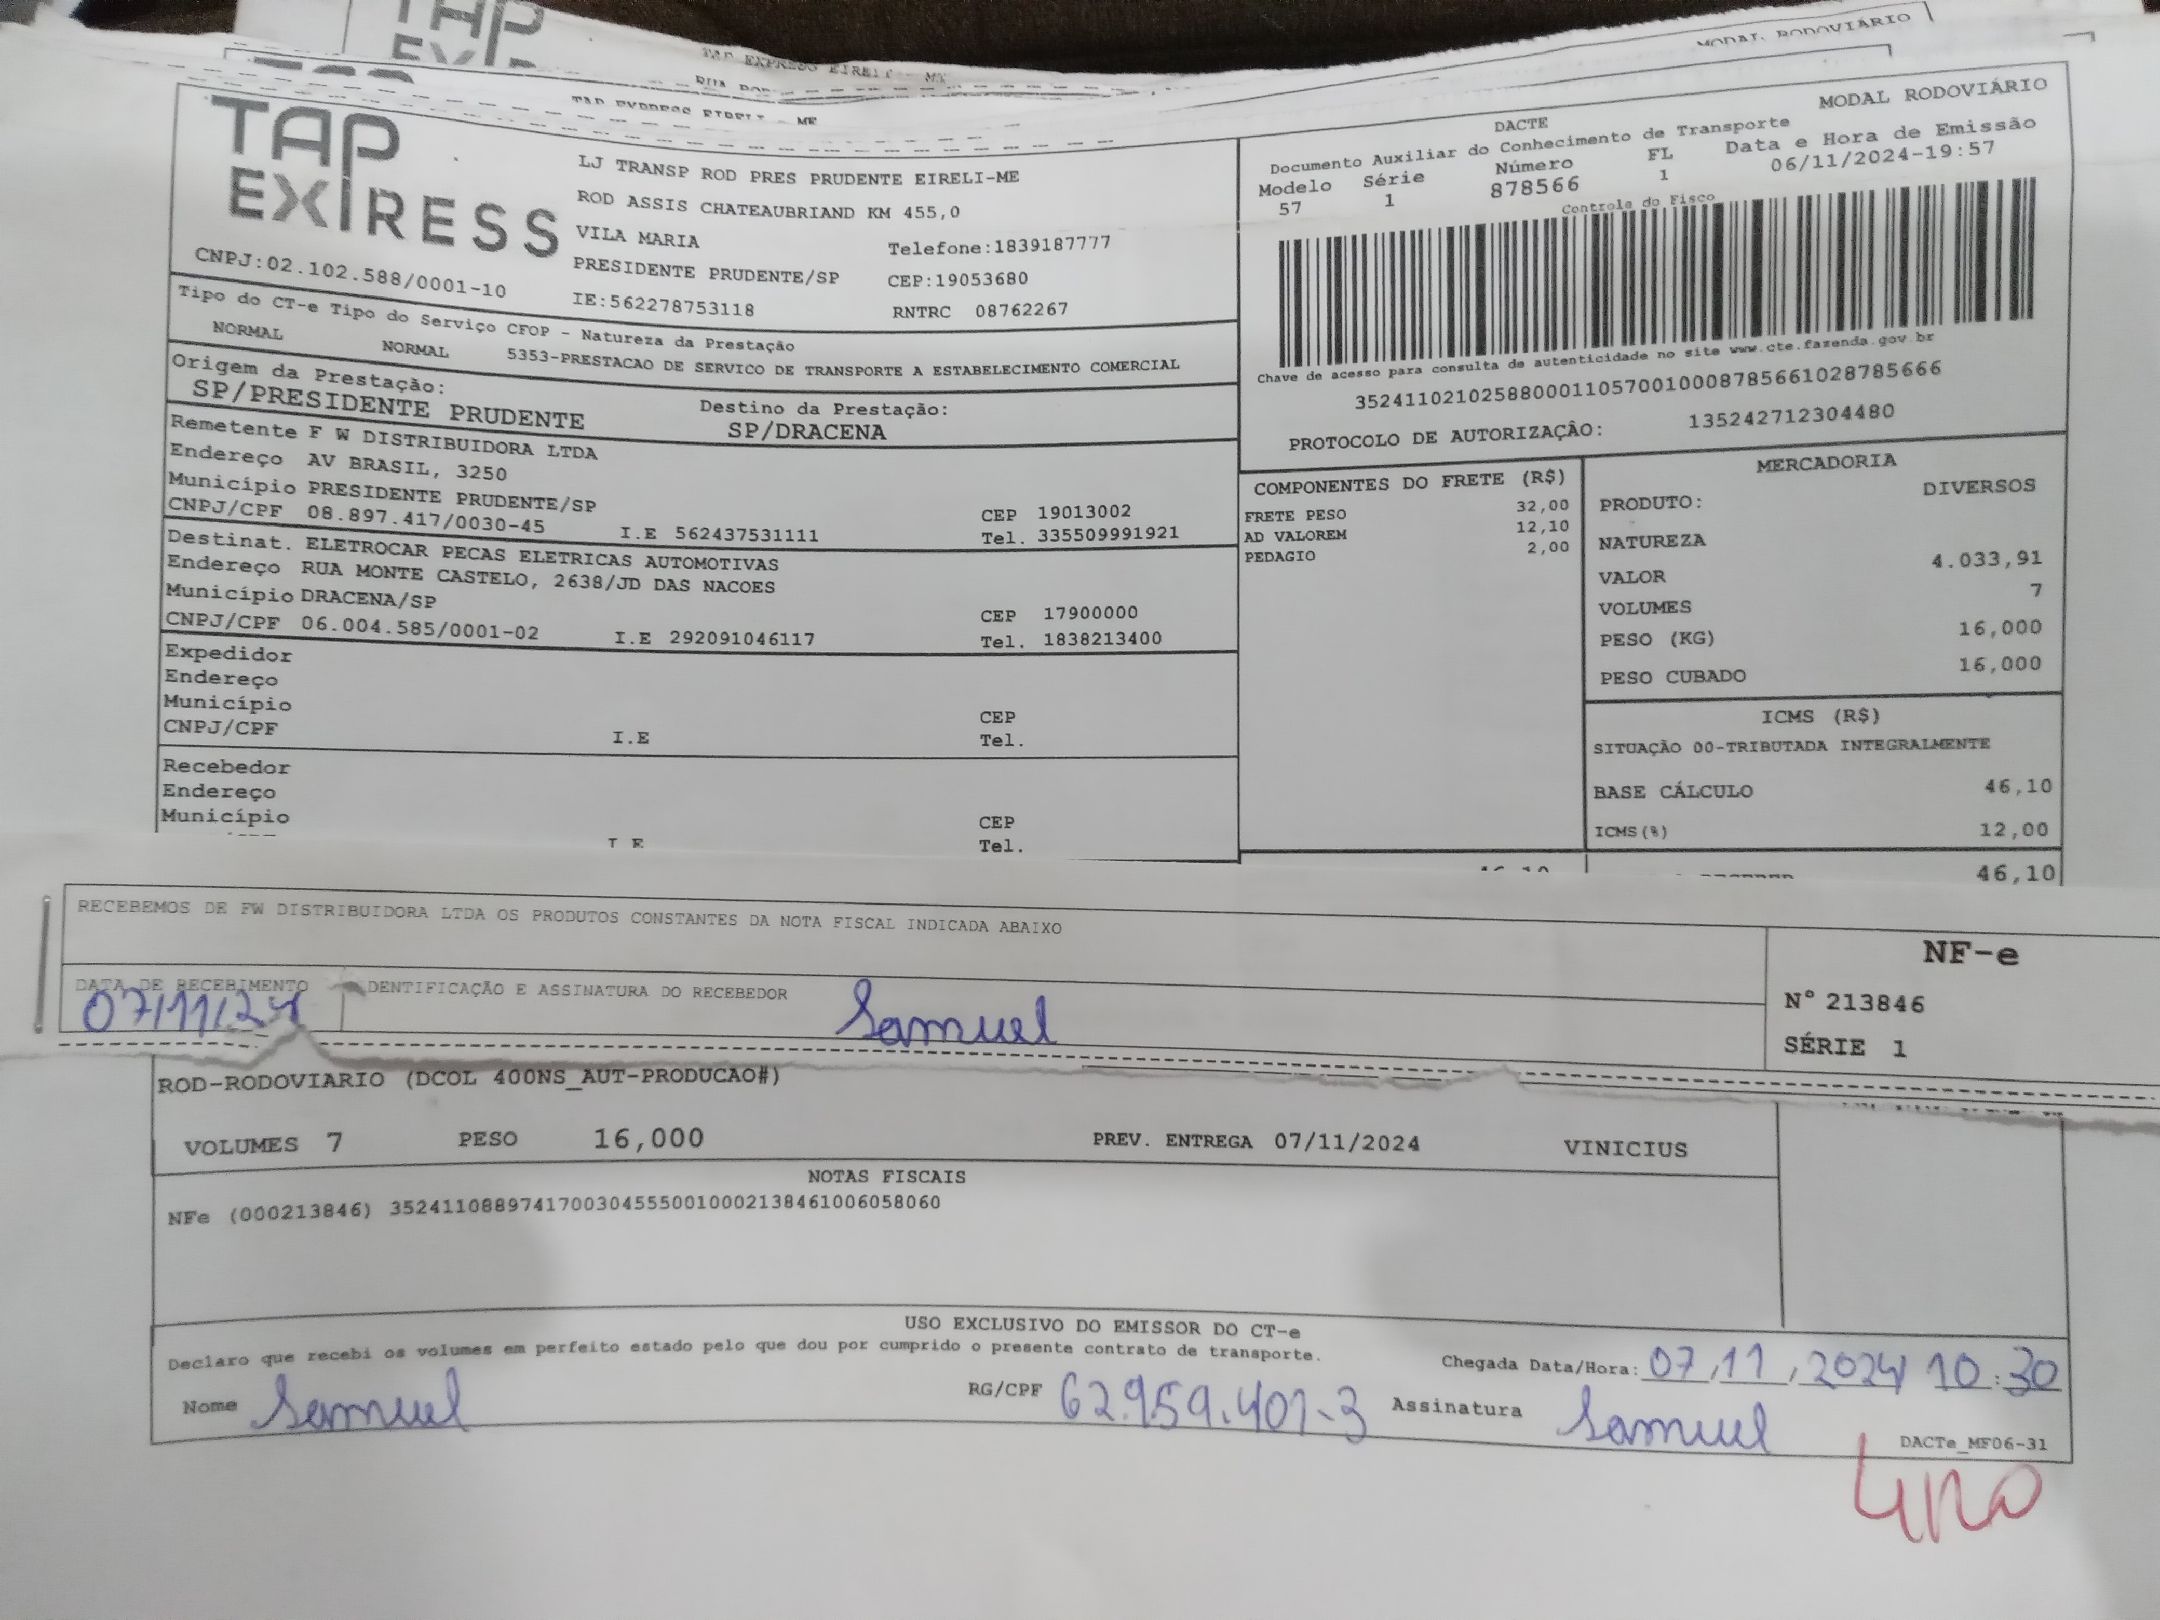 TAP
EXPRESS
TAP EXPRESS EIRELI - ME
MODAL RODOVIÁRIO
TAP EXPRESS EIRELI - ME
TAP
EXPRESS
LJ TRANSP ROD PRES PRUDENTE EIRELI-ME
ROD ASSIS CHATEAUBRIAND KM 455,0
VILA MARIA Telefone:1839187777
PRESIDENTE PRUDENTE/SP CEP:19053680
CNPJ:02.102.588/0001-10 IE:562278753118 RNTRC 08762267
DACTE MODAL RODOVIÁRIO
Documento Auxiliar do Conhecimento de Transporte
Modelo Série Número FL Data e Hora de Emissão
57 1 878566 1 06/11/2024-19:57
Controle do Fisco
Chave de acesso para consulta de autenticidade no site www.cte.fazenda.gov.br
35241102102588000110570010008785661028785666
PROTOCOLO DE AUTORIZAÇÃO: 135242712304480
Tipo do CT-e Tipo do Serviço CFOP - Natureza da Prestação
NORMAL NORMAL 5353-PRESTACAO DE SERVICO DE TRANSPORTE A ESTABELECIMENTO COMERCIAL
Origem da Prestação: Destino da Prestação:
SP/PRESIDENTE PRUDENTE SP/DRACENA
Remetente F W DISTRIBUIDORA LTDA
Endereço AV BRASIL, 3250
Município PRESIDENTE PRUDENTE/SP CEP 19013002
CNPJ/CPF 08.897.417/0030-45 I.E 562437531111 Tel. 335509991921
Destinat. ELETROCAR PECAS ELETRICAS AUTOMOTIVAS
Endereço RUA MONTE CASTELO, 2638/JD DAS NACOES
Município DRACENA/SP CEP 17900000
CNPJ/CPF 06.004.585/0001-02 I.E 292091046117 Tel. 1838213400
Expedidor
Endereço
Município CEP
CNPJ/CPF I.E Tel.
Recebedor
Endereço
Município CEP
I E Tel.
COMPONENTES DO FRETE (R$)
FRETE PESO 32,00
AD VALOREM 12,10
PEDAGIO 2,00
MERCADORIA
PRODUTO: DIVERSOS
NATUREZA
VALOR 4.033,91
VOLUMES 7
PESO (KG) 16,000
PESO CUBADO 16,000
ICMS (R$)
SITUAÇÃO 00-TRIBUTADA INTEGRALMENTE
BASE CÁLCULO 46,10
ICMS(%) 12,00
46,10
RECEBEMOS DE FW DISTRIBUIDORA LTDA OS PRODUTOS CONSTANTES DA NOTA FISCAL INDICADA ABAIXO
DATA DE RECEBIMENTO IDENTIFICAÇÃO E ASSINATURA DO RECEBEDOR
07/11/24 Samuel
NF-e
N° 213846
SÉRIE 1
ROD-RODOVIARIO (DCOL 400NS_AUT-PRODUCAO#)
VOLUMES 7 PESO 16,000 PREV. ENTREGA 07/11/2024 VINICIUS
NOTAS FISCAIS
NFe (000213846) 35241108897417003045550010002138461006058060
USO EXCLUSIVO DO EMISSOR DO CT-e
Declaro que recebi os volumes em perfeito estado pelo que dou por cumprido o presente contrato de transporte. Chegada Data/Hora: 07/11/2024 10:30
Nome Samuel RG/CPF 62.959.401-3 Assinatura Samuel
DACTe_MF06-31